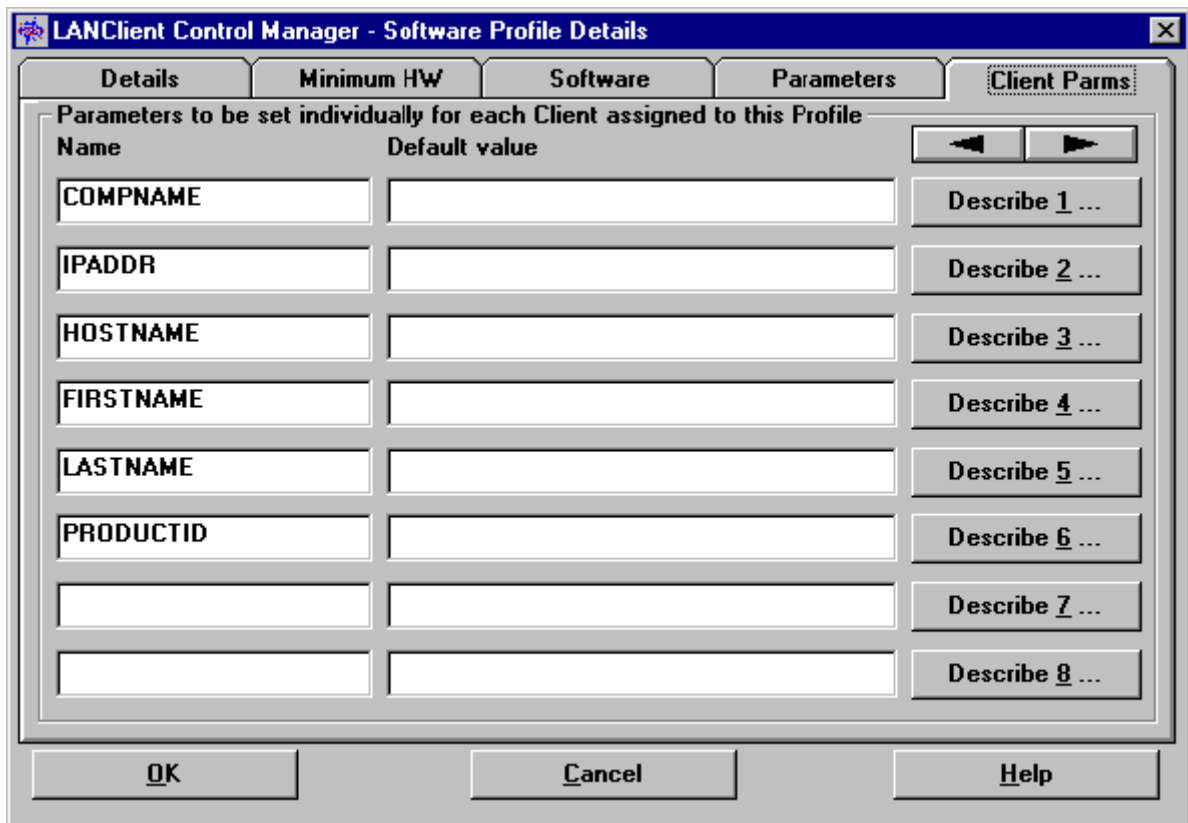 LANClient Control Manager - Software Profile Details
Details Minimum HW Software Parameters Client Parms
Parameters to be set individually for each Client assigned to this Profile
Name Default value
COMPNAME Describe 1 ...
IPADDR Describe 2 ...
HOSTNAME Describe 3 ...
FIRSTNAME Describe 4 ...
LASTNAME Describe 5 ...
PRODUCTID Describe 6 ...
Describe 7 ...
Describe 8 ...
OK Cancel Help